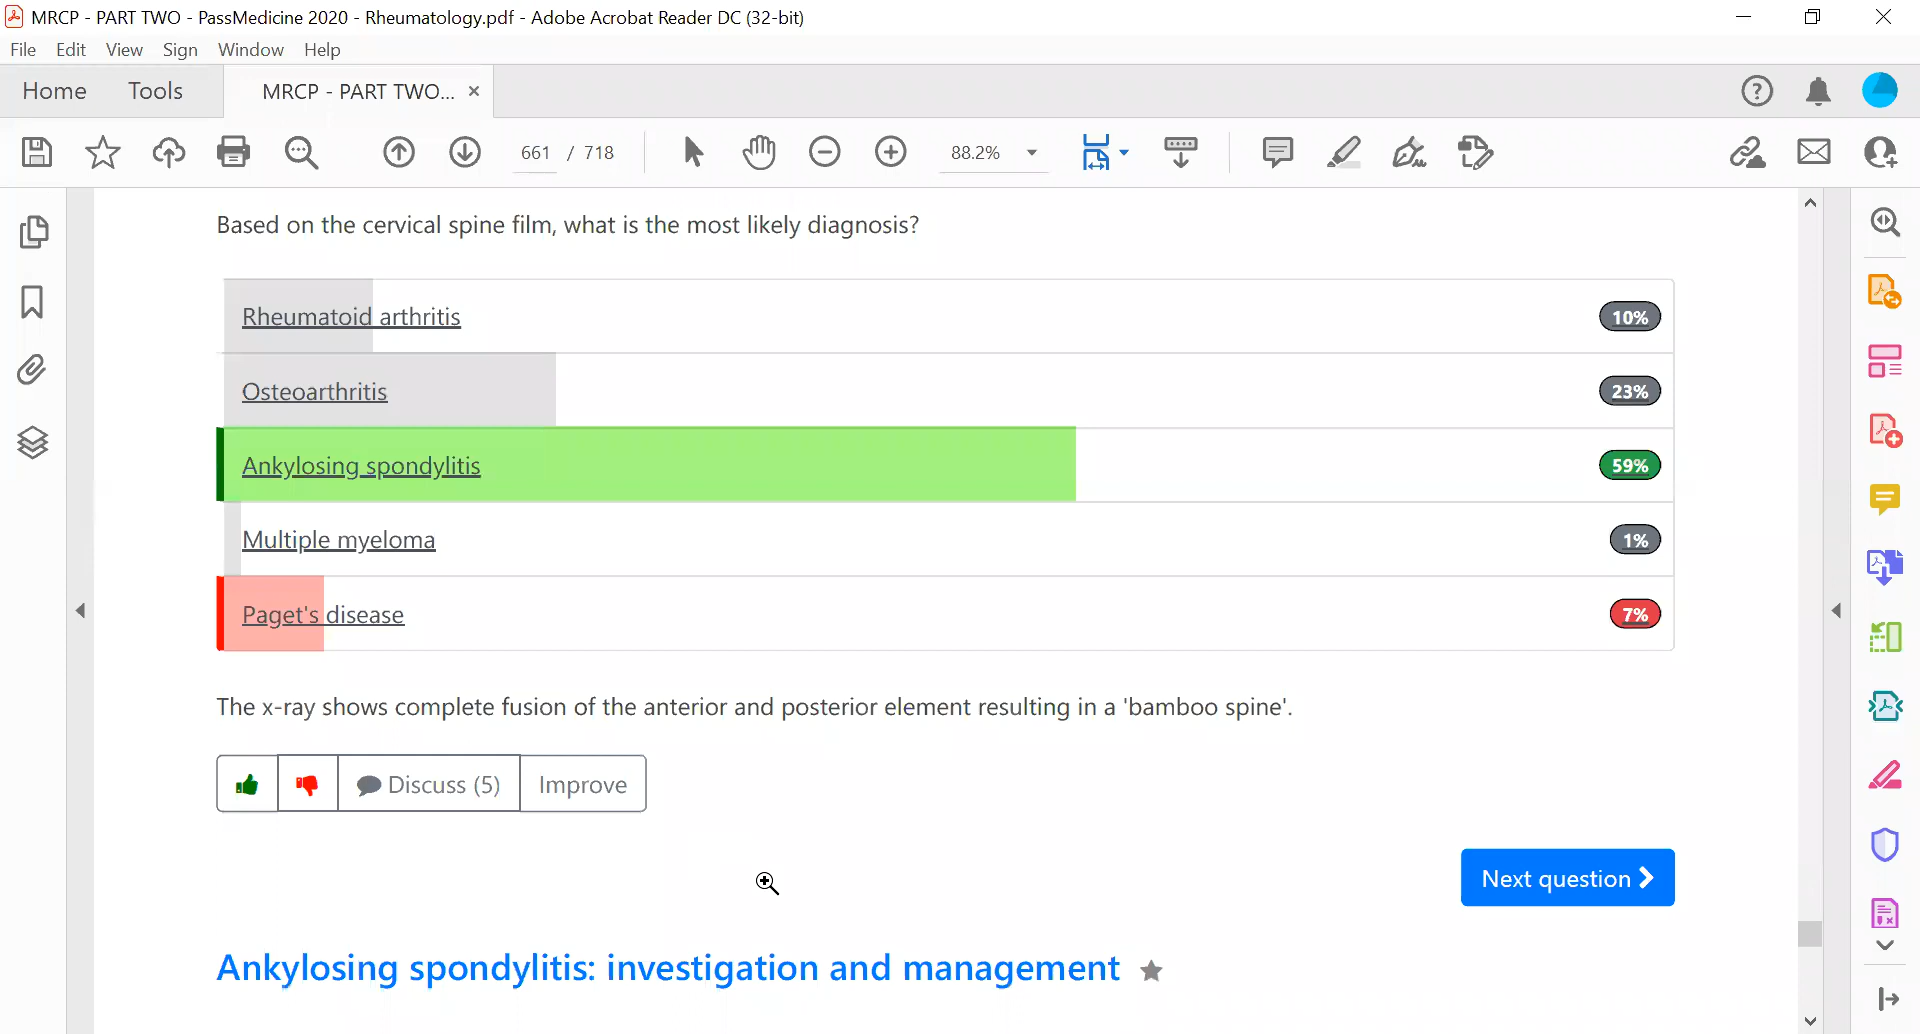 MRCP - PART TWO - PassMedicine 2020 - Rheumatology.pdf - Adobe Acrobat Reader DC (32-bit)
File Edit View Sign Window Help
Home Tools MRCP - PART TWO... ×
661 / 718 88.2%
Based on the cervical spine film, what is the most likely diagnosis?
Rheumatoid arthritis 10%
Osteoarthritis 23%
Ankylosing spondylitis 59%
Multiple myeloma 1%
Paget's disease 7%
The x-ray shows complete fusion of the anterior and posterior element resulting in a 'bamboo spine'.
Discuss (5) Improve
Next question
Ankylosing spondylitis: investigation and management